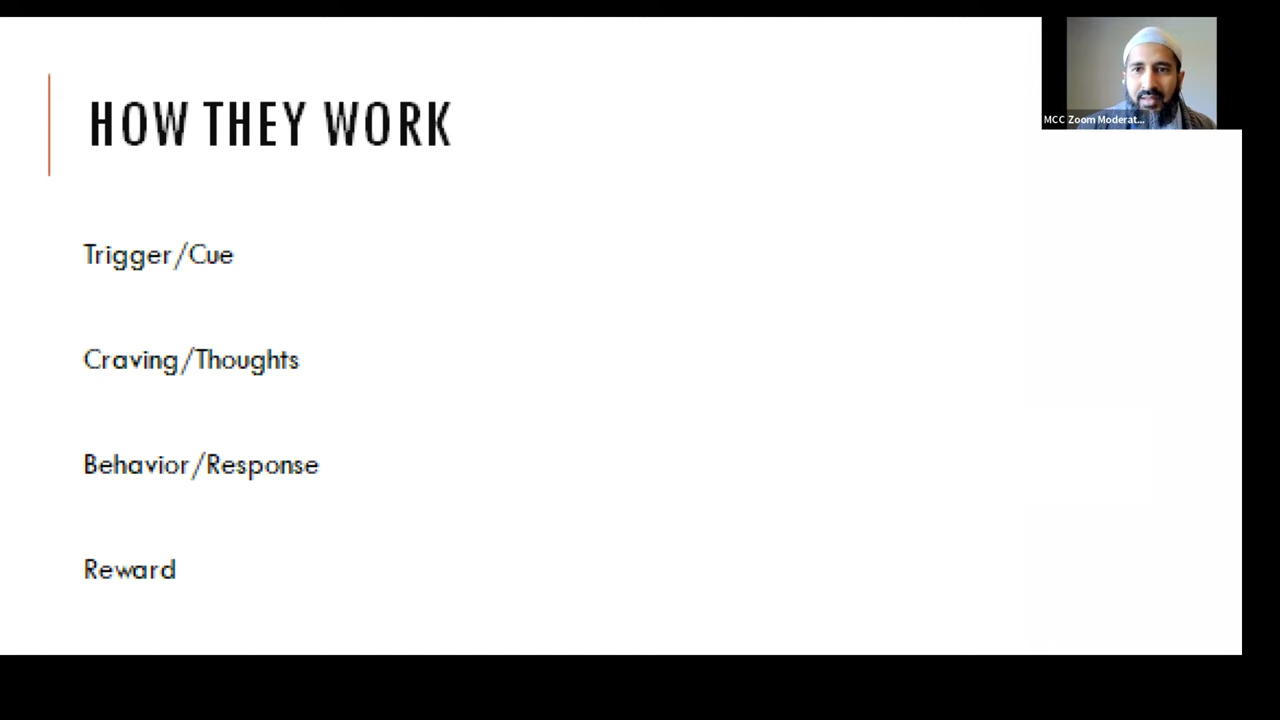 HOW THEY WORK
MCC Zoom Moderat...
Trigger/Cue
Craving/Thoughts
Behavior/Response
Reward